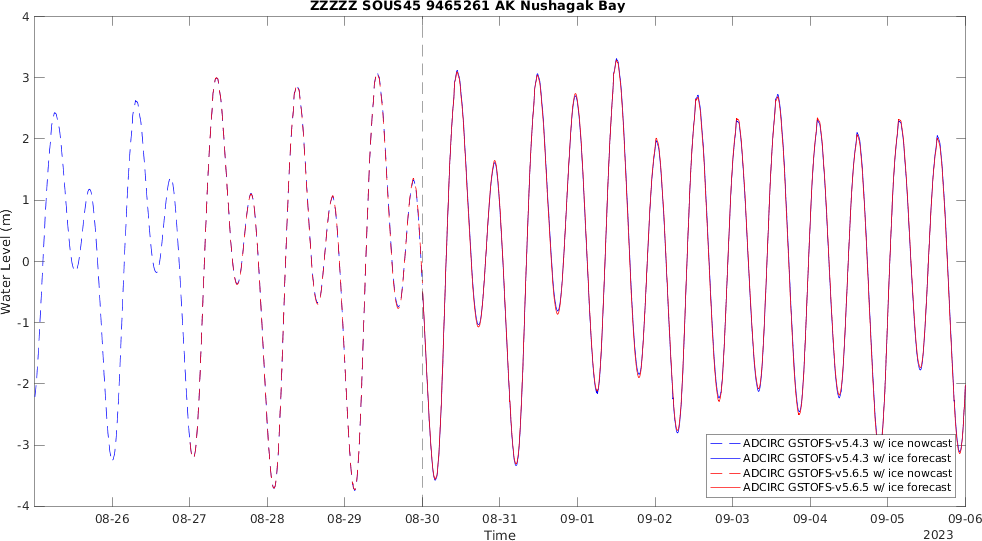 ZZZZZ SOUS45 9465261 AK Nushagak Bay
4
3
2
1
0
-1
-2
-3
-4
Water Level (m)
08-26 08-27 08-28 08-29 08-30 08-31 09-01 09-02 09-03 09-04 09-05 09-06
Time
2023
ADCIRC GSTOFS-v5.4.3 w/ ice nowcast
ADCIRC GSTOFS-v5.4.3 w/ ice forecast
ADCIRC GSTOFS-v5.6.5 w/ ice nowcast
ADCIRC GSTOFS-v5.6.5 w/ ice forecast